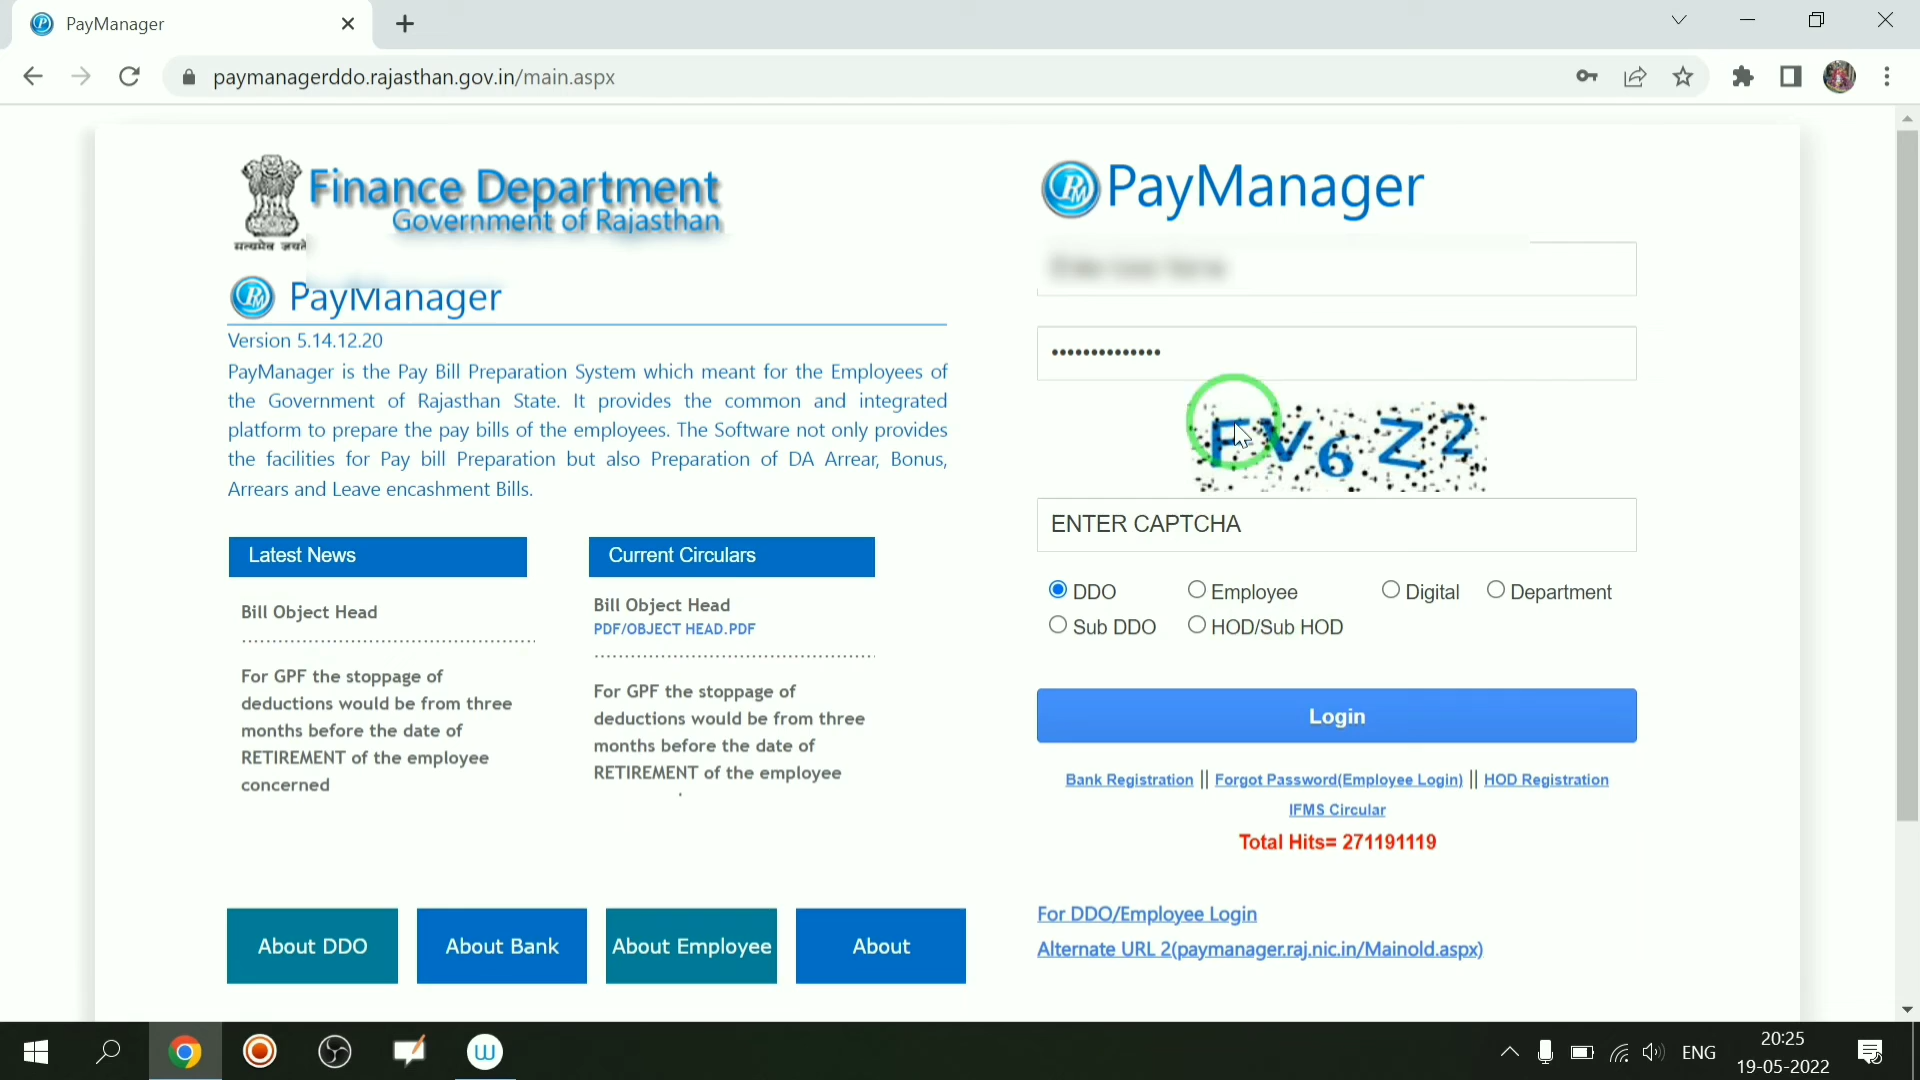 PayManager
paymanagerddo.rajasthan.gov.in/main.aspx
Finance Department
Government of Rajasthan
सत्यमेव जयते
PayManager
Version 5.14.12.20
PayManager is the Pay Bill Preparation System which meant for the Employees of
the Government of Rajasthan State. It provides the common and integrated
platform to prepare the pay bills of the employees. The Software not only provides
the facilities for Pay bill Preparation but also Preparation of DA Arrear, Bonus,
Arrears and Leave encashment Bills.
Latest News
Bill Object Head
For GPF the stoppage of
deductions would be from three
months before the date of
RETIREMENT of the employee
concerned
Current Circulars
Bill Object Head
PDF/OBJECT HEAD.PDF
For GPF the stoppage of
deductions would be from three
months before the date of
RETIREMENT of the employee
About DDO
About Bank
About Employee
About
PayManager
V6Z2
ENTER CAPTCHA
DDO Employee Digital Department
Sub DDO HOD/Sub HOD
Login
Bank Registration || Forgot Password(Employee Login) || HOD Registration
IFMS Circular
Total Hits= 271191119
For DDO/Employee Login
Alternate URL 2(paymanager.raj.nic.in/Mainold.aspx)
ENG
20:25
19-05-2022